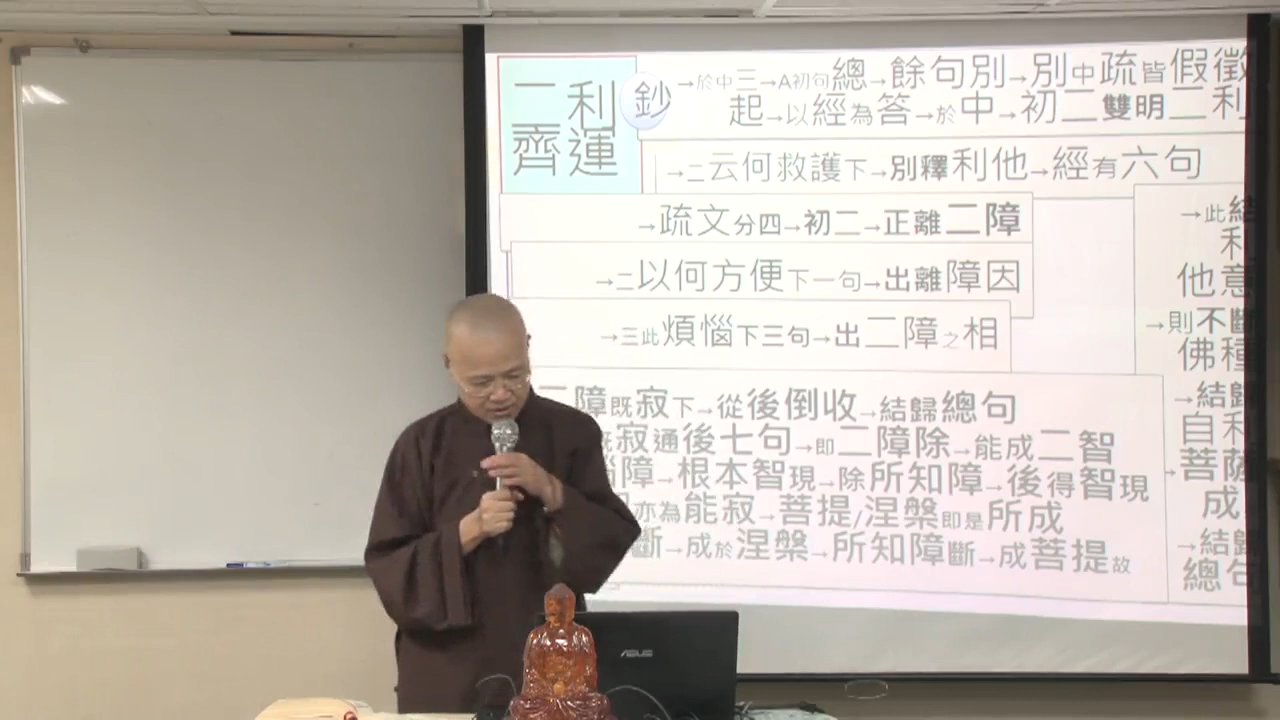 二利
齊運
鈔
→於中三→A初句總→餘句別→別中疏皆假徵
起→以經為答→於中→初二雙明二利
→二云何救護下→別釋利他→經有六句
→疏文分四→初二→正離二障
→二以何方便下一句→出離障因
→三此煩惱下三句→出二障之相
障既寂下→從後倒收→結歸總句
寂通後七句→即二障除→能成二智
障→根本智現→除所知障→後得智現
亦為能寂→菩提/涅槃即是所成
斷→成於涅槃→所知障斷→成菩提故
→此結
利
他意
→則不斷
佛種
→結歸
自利
→菩薩
成
→結歸
總句
ASUS